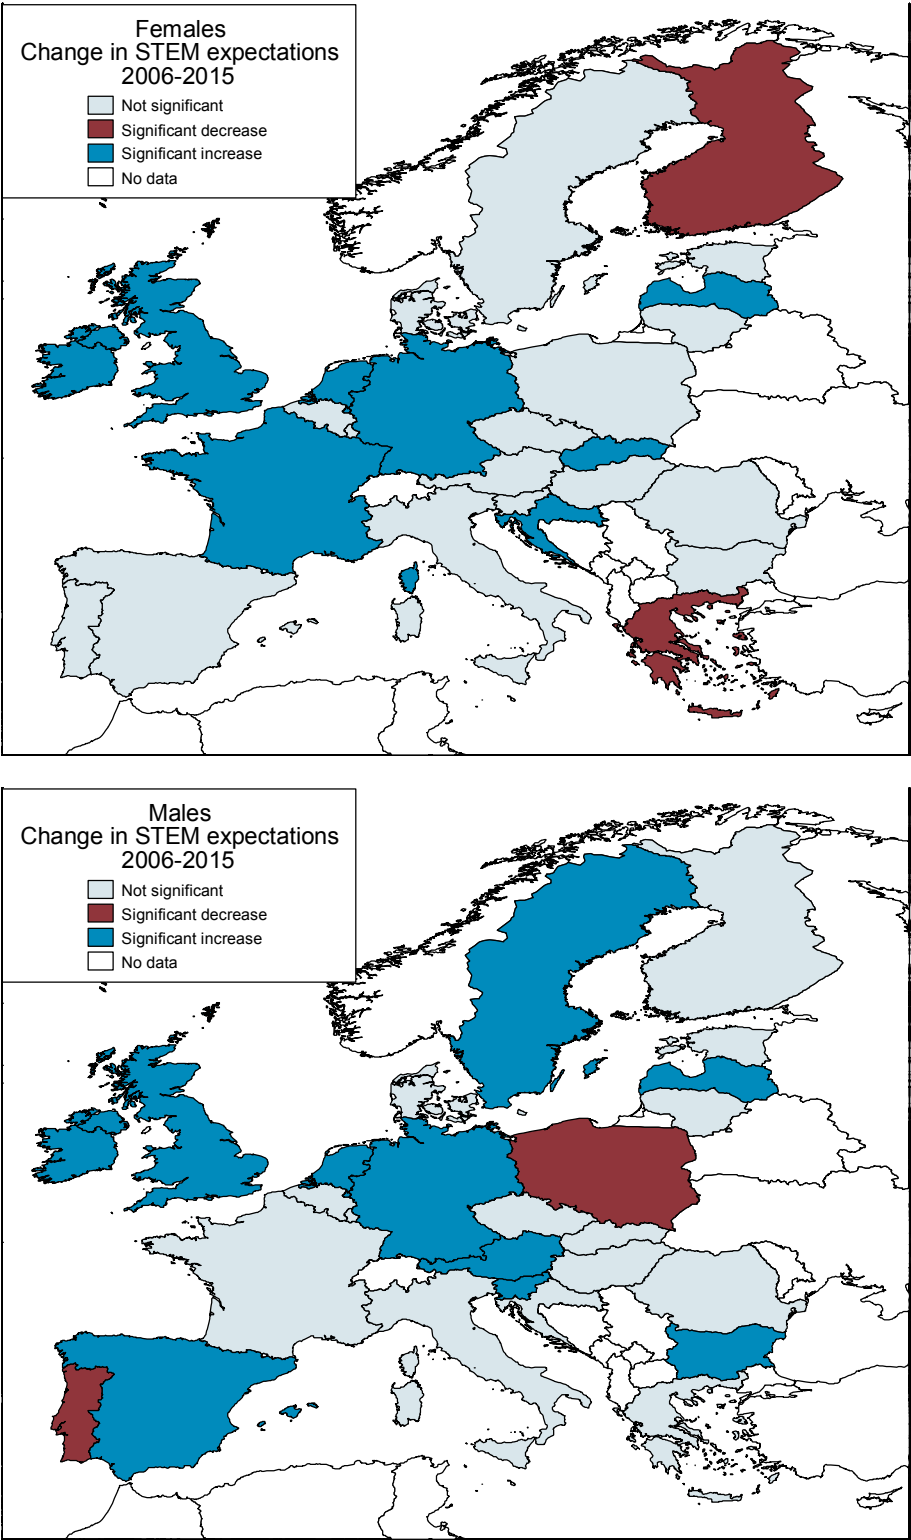 Females
Change in STEM expectations
2006-2015
Not significant
Significant decrease
Significant increase
No data
Males
Change in STEM expectations
2006-2015
Not significant
Significant decrease
Significant increase
No data